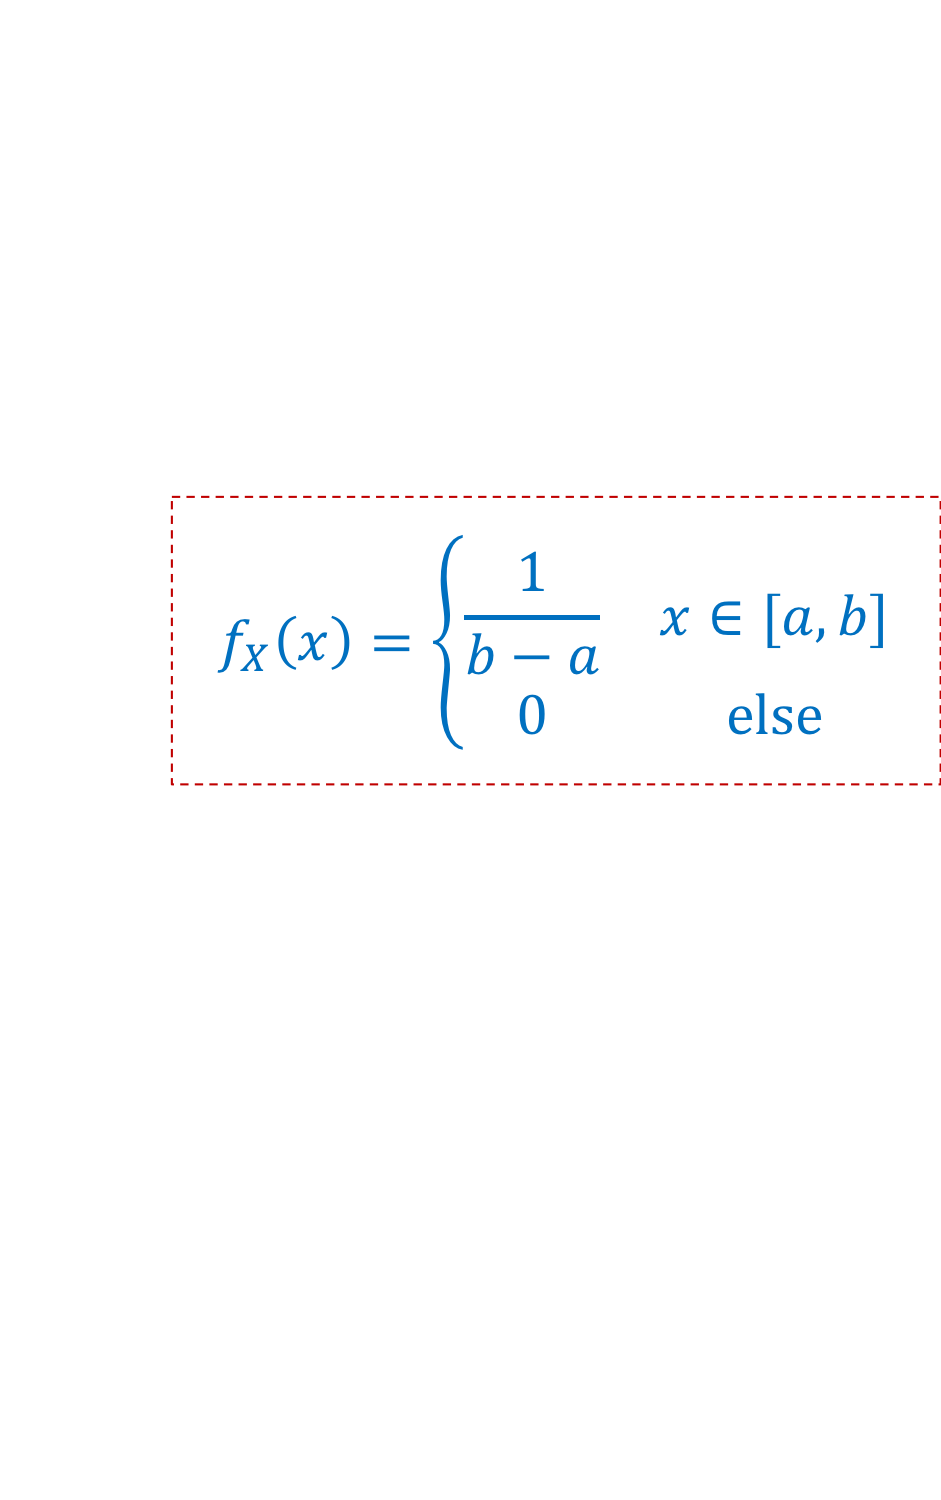 f_X(x) = { 1/(b − a)  x ∈ [a, b]
0  else